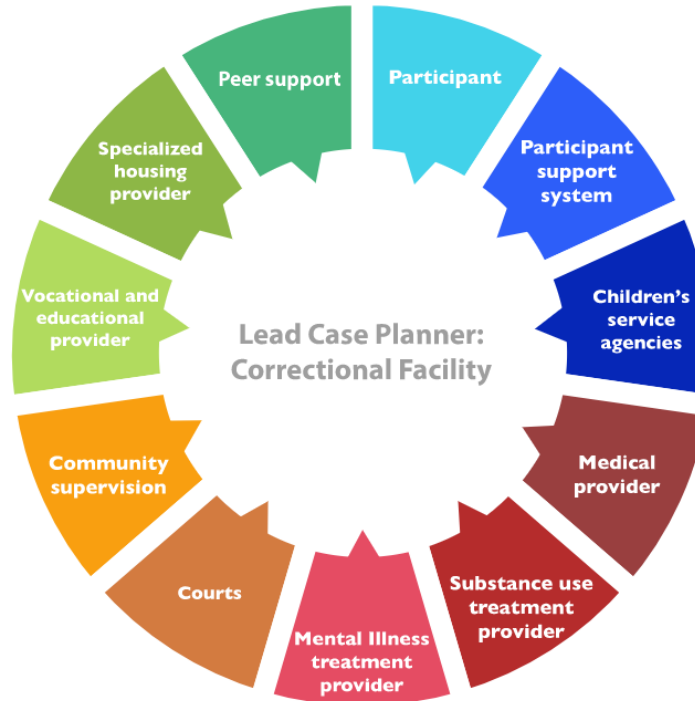 Peer support
Participant
Participant
support
system
Children's
service
agencies
Medical
provider
Substance use
treatment
provider
Mental Illness
treatment
provider
Courts
Community
supervision
Vocational and
educational
provider
Specialized
housing
provider
Lead Case Planner:
Correctional Facility